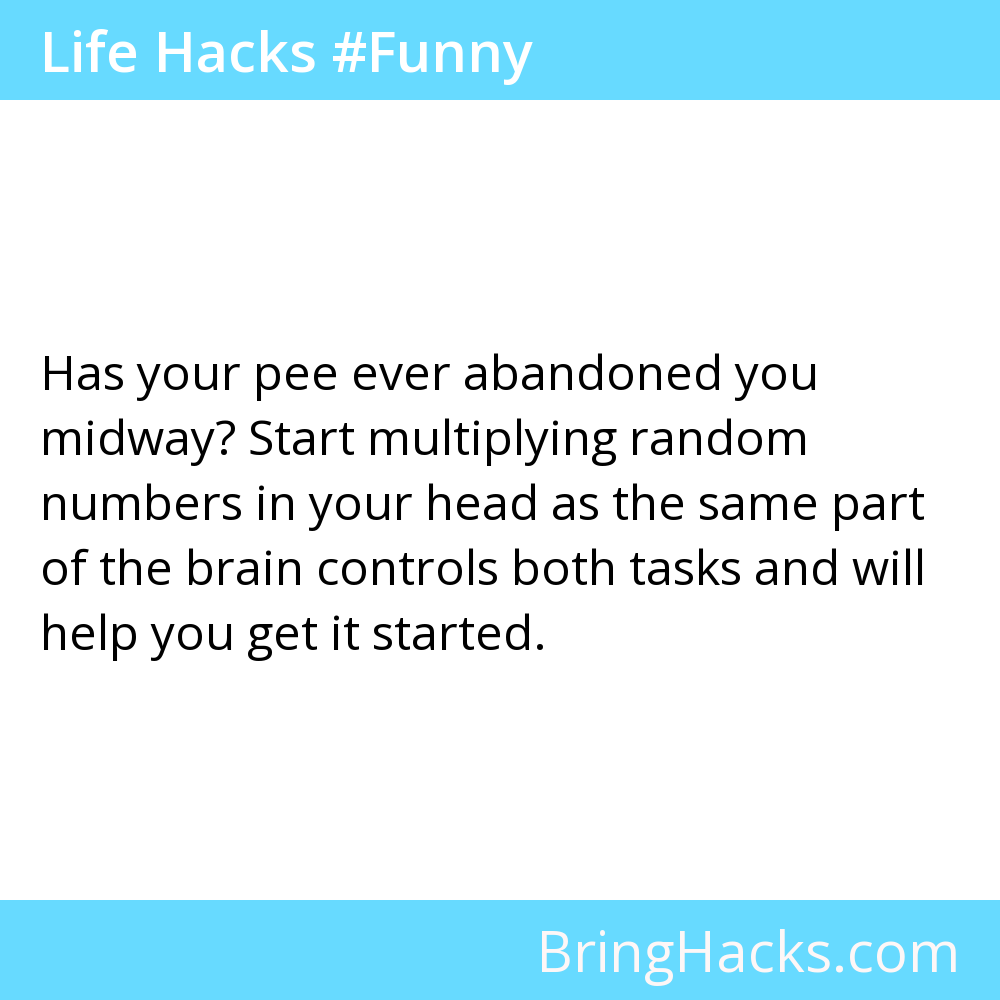 Life Hacks #Funny
Has your pee ever abandoned you
midway? Start multiplying random
numbers in your head as the same part
of the brain controls both tasks and will
help you get it started.
BringHacks.com